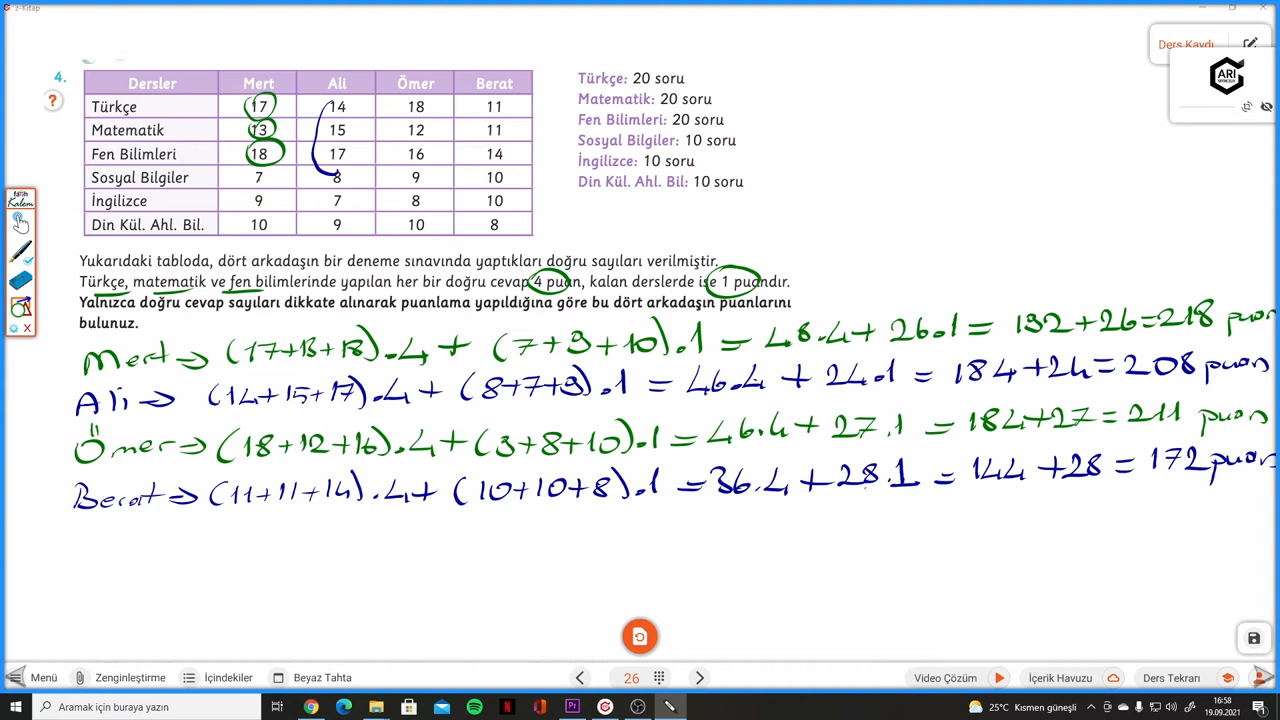 z-Kitap
Ders Kaydı
ARI
4.
?
Dersler Mert Ali Ömer Berat
Türkçe 17 14 18 11
Matematik 13 15 12 11
Fen Bilimleri 18 17 16 14
Sosyal Bilgiler 7 8 9 10
İngilizce 9 7 8 10
Din Kül. Ahl. Bil. 10 9 10 8
Türkçe: 20 soru
Matematik: 20 soru
Fen Bilimleri: 20 soru
Sosyal Bilgiler: 10 soru
İngilizce: 10 soru
Din Kül. Ahl. Bil: 10 soru
fatih
Kalem
Yukarıdaki tabloda, dört arkadaşın bir deneme sınavında yaptıkları doğru sayıları verilmiştir.
Türkçe, matematik ve fen bilimlerinde yapılan her bir doğru cevap 4 puan, kalan derslerde ise 1 puandır.
Yalnızca doğru cevap sayıları dikkate alınarak puanlama yapıldığına göre bu dört arkadaşın puanlarını
bulunuz.
Mert → (17+13+18).4 + (7+9+10).1 = 48.4 + 26.1 = 192+26=218 puan
Ali → (14+15+17).4 + (8+7+9).1 = 46.4 + 24.1 = 184+24=208 puan
Ömer → (18+12+16).4+(9+8+10).1 = 46.4 + 27.1 = 184+27=211 puan
Berat → (11+11+14).4+ (10+10+8).1 = 36.4 +28.1 = 144 +28 = 172 puan
Menü Zenginleştirme İçindekiler Beyaz Tahta 26 Video Çözüm İçerik Havuzu Ders Tekrarı
Aramak için buraya yazın 25°C Kısmen güneşli 16:58
19.09.2021